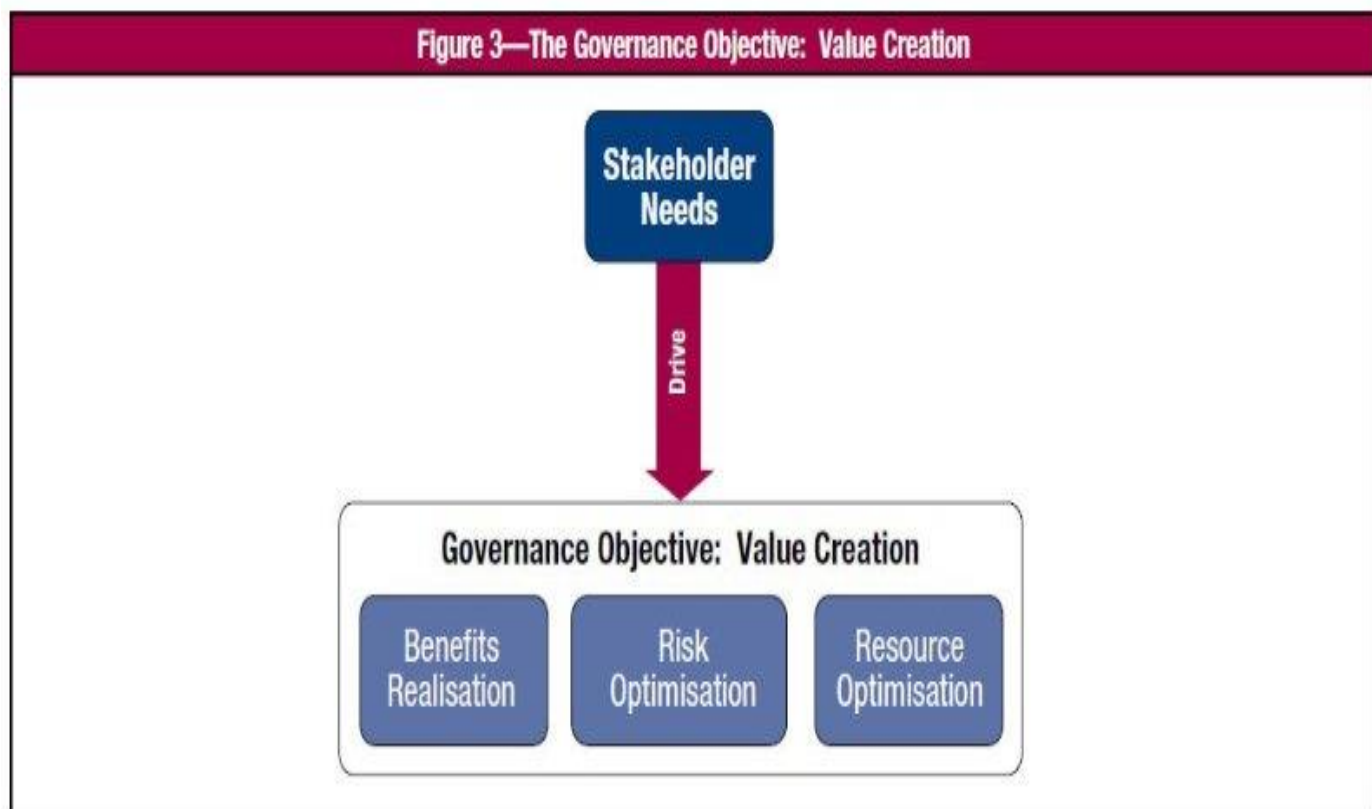 Figure 3—The Governance Objective: Value Creation
Stakeholder
Needs
Drive
Governance Objective: Value Creation
Benefits
Realisation
Risk
Optimisation
Resource
Optimisation